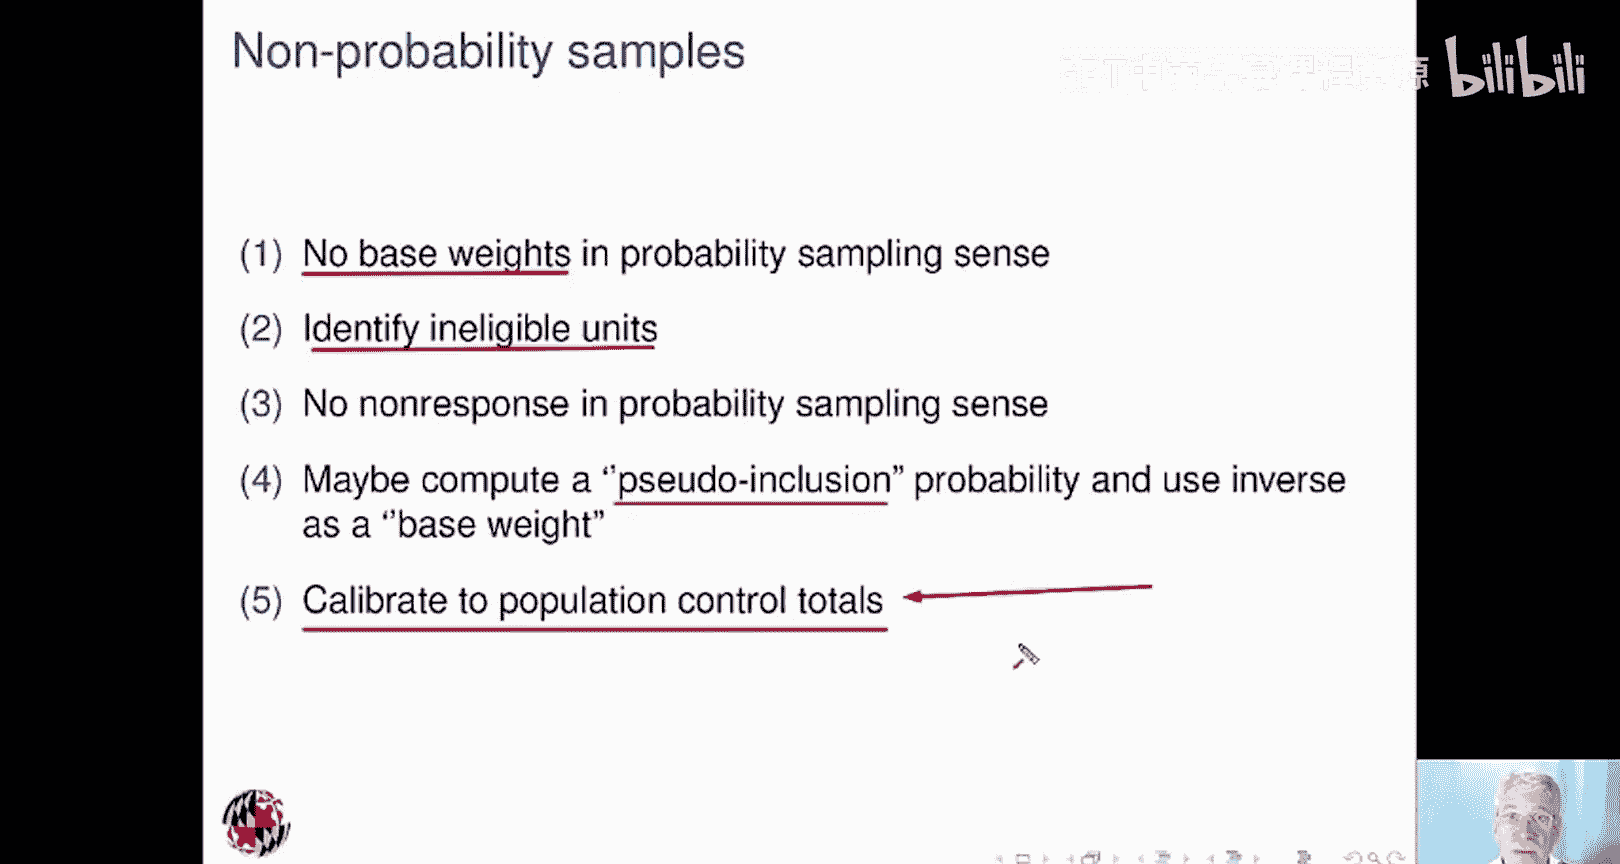 Non-probability samples
bilibili
(1) No base weights in probability sampling sense
(2) Identify ineligible units
(3) No nonresponse in probability sampling sense
(4) Maybe compute a “pseudo-inclusion” probability and use inverse
as a “base weight”
(5) Calibrate to population control totals